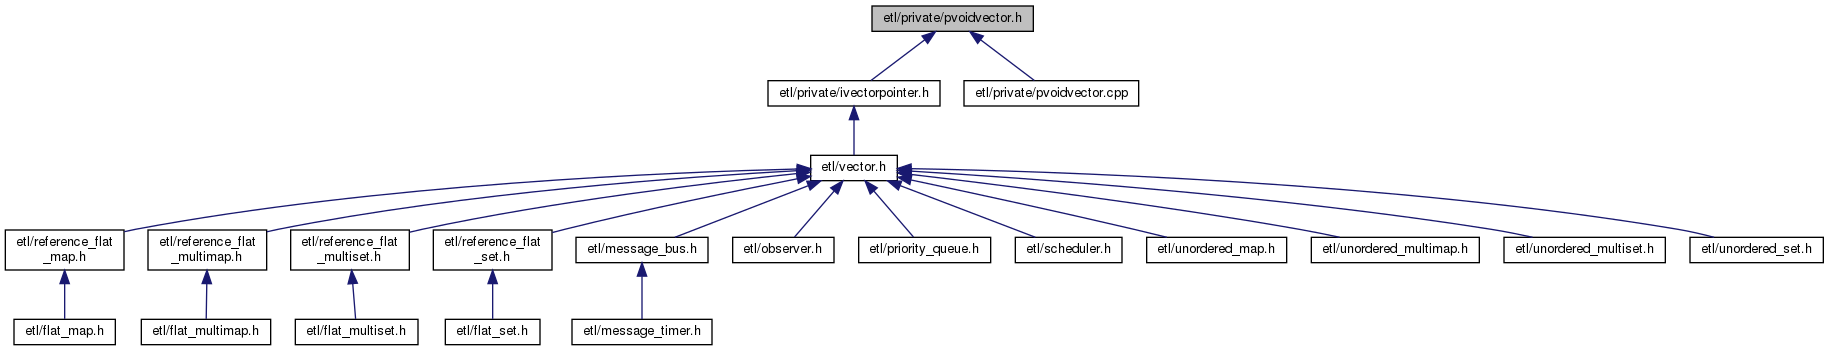 etl/private/pvoidvector.h
etl/private/ivectorpointer.h
etl/private/pvoidvector.cpp
etl/vector.h
etl/reference_flat
_map.h
etl/reference_flat
_multimap.h
etl/reference_flat
_multiset.h
etl/reference_flat
_set.h
etl/message_bus.h
etl/observer.h
etl/priority_queue.h
etl/scheduler.h
etl/unordered_map.h
etl/unordered_multimap.h
etl/unordered_multiset.h
etl/unordered_set.h
etl/flat_map.h
etl/flat_multimap.h
etl/flat_multiset.h
etl/flat_set.h
etl/message_timer.h